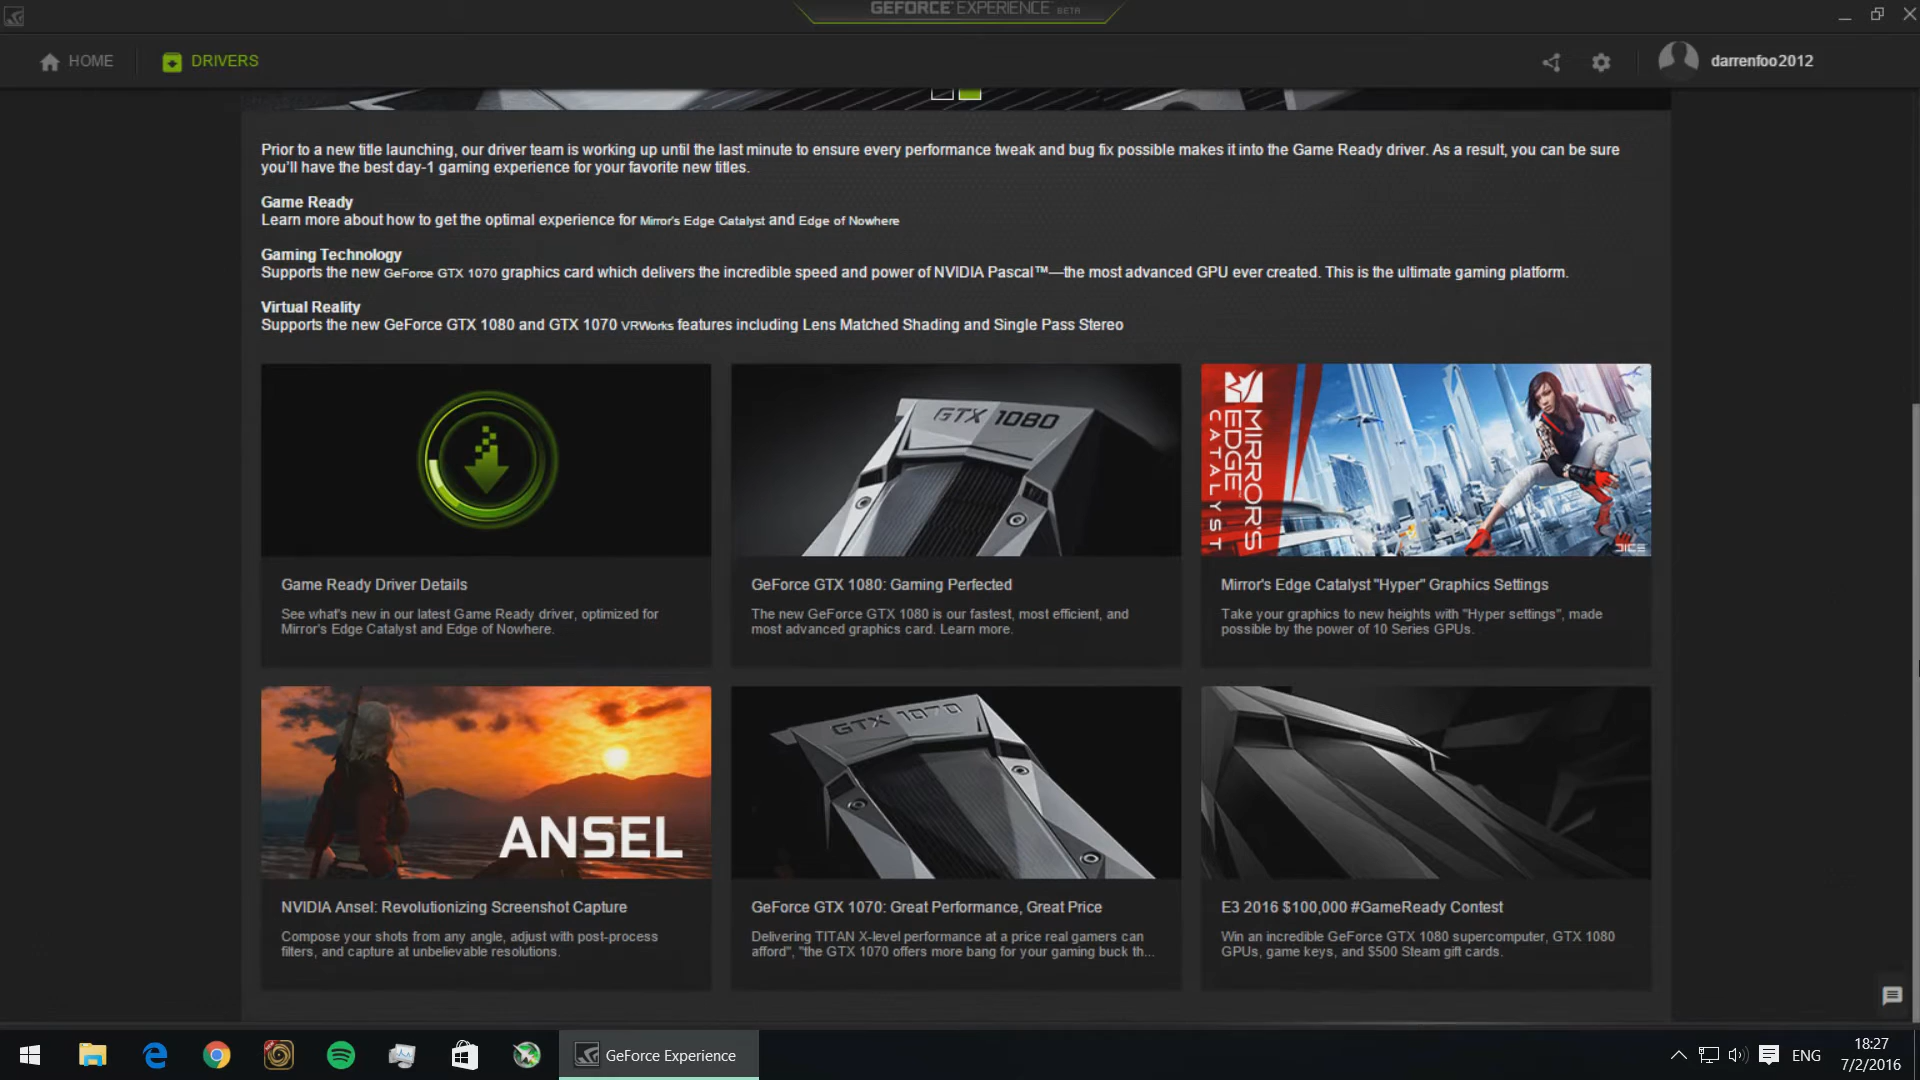 GEFORCE® EXPERIENCE™ BETA
HOME
DRIVERS
darrenfoo2012
Prior to a new title launching, our driver team is working up until the last minute to ensure every performance tweak and bug fix possible makes it into the Game Ready driver. As a result, you can be sure
you'll have the best day-1 gaming experience for your favorite new titles.
Game Ready
Learn more about how to get the optimal experience for Mirror's Edge Catalyst and Edge of Nowhere
Gaming Technology
Supports the new GeForce GTX 1070 graphics card which delivers the incredible speed and power of NVIDIA Pascal™—the most advanced GPU ever created. This is the ultimate gaming platform.
Virtual Reality
Supports the new GeForce GTX 1080 and GTX 1070 VRWorks features including Lens Matched Shading and Single Pass Stereo
GTX 1080
MIRROR'S
EDGE™
CATALYST
DICE
Game Ready Driver Details
See what's new in our latest Game Ready driver, optimized for
Mirror's Edge Catalyst and Edge of Nowhere.
GeForce GTX 1080: Gaming Perfected
The new GeForce GTX 1080 is our fastest, most efficient, and
most advanced graphics card. Learn more.
Mirror's Edge Catalyst "Hyper" Graphics Settings
Take your graphics to new heights with "Hyper settings", made
possible by the power of 10 Series GPUs.
ANSEL
GTX 1070
NVIDIA Ansel: Revolutionizing Screenshot Capture
Compose your shots from any angle, adjust with post-process
filters, and capture at unbelievable resolutions.
GeForce GTX 1070: Great Performance, Great Price
Delivering TITAN X-level performance at a price real gamers can
afford", "the GTX 1070 offers more bang for your gaming buck th...
E3 2016 $100,000 #GameReady Contest
Win an incredible GeForce GTX 1080 supercomputer, GTX 1080
GPUs, game keys, and $500 Steam gift cards.
GeForce Experience
ENG
18:27
7/2/2016